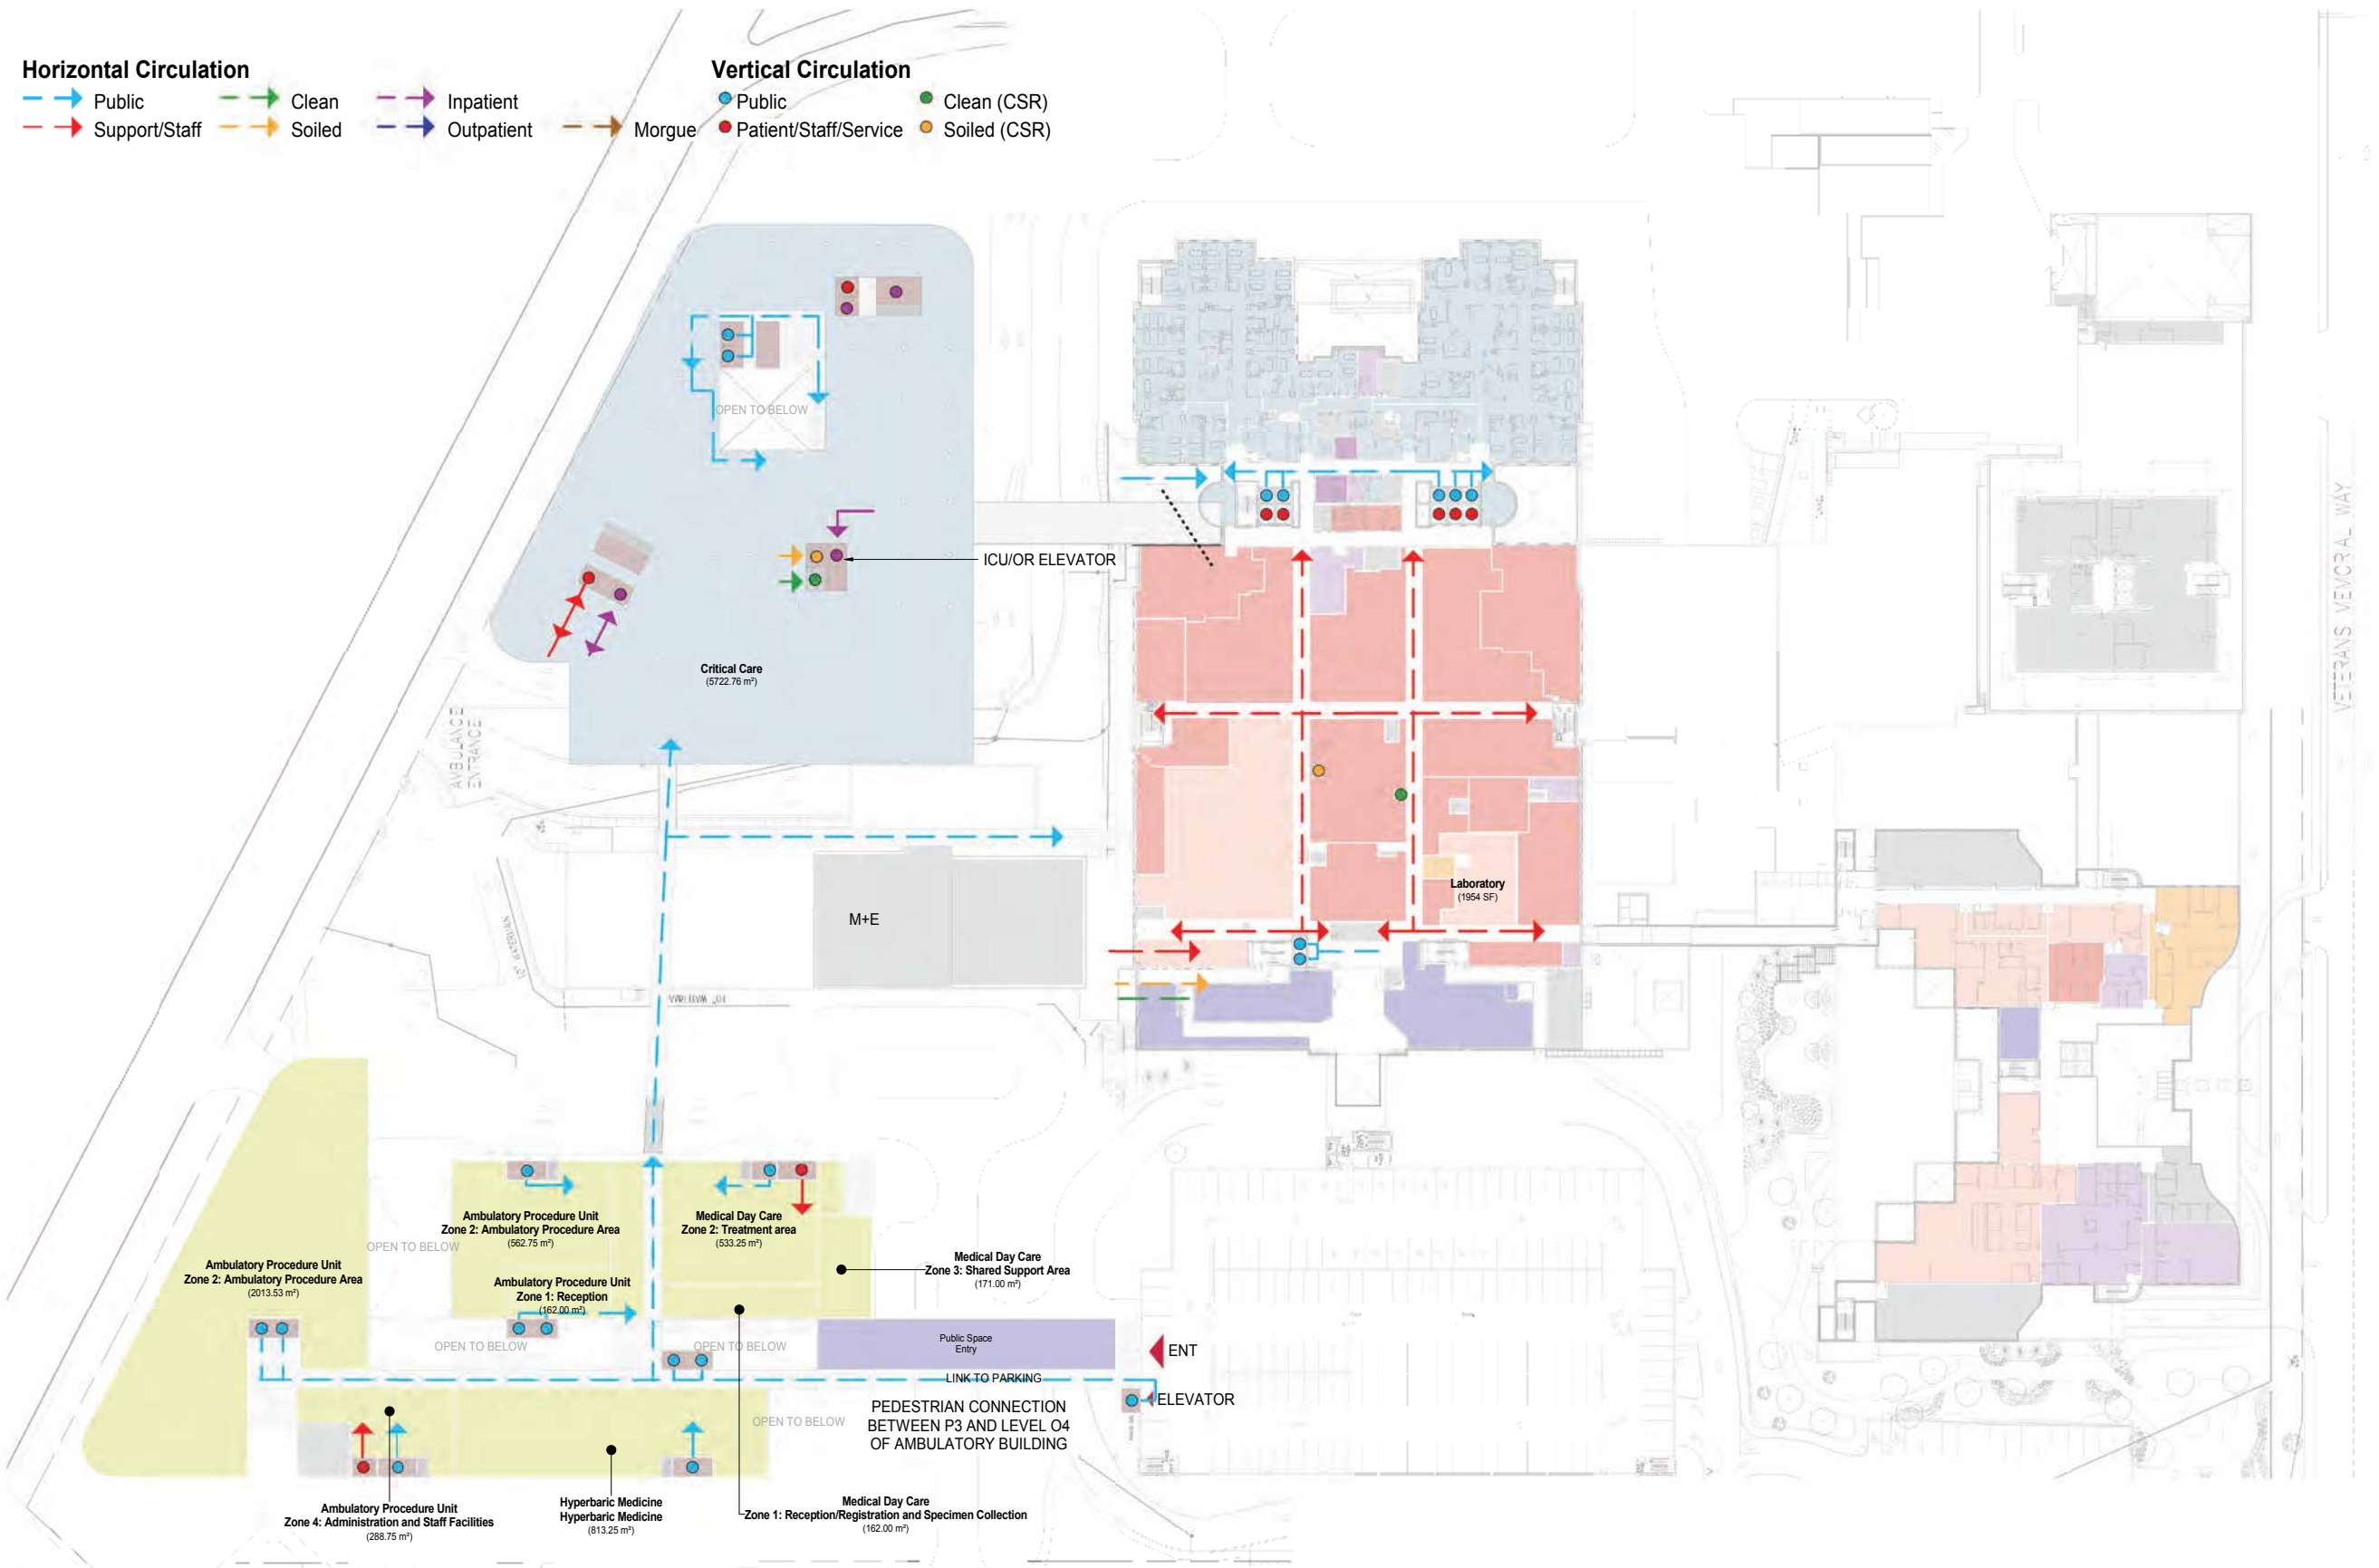 Horizontal Circulation
Public
Clean
Inpatient
Support/Staff
Soiled
Outpatient
Morgue
Vertical Circulation
Public
Clean (CSR)
Patient/Staff/Service
Soiled (CSR)
OPEN TO BELOW
ICU/OR ELEVATOR
Critical Care
(5722.76 m²)
AMBULANCE
ENTRANCE
VETERANS MEMORIAL WAY
Laboratory
(1954 SF)
M+E
Ambulatory Procedure Unit
Zone 2: Ambulatory Procedure Area
(562.75 m²)
Medical Day Care
Zone 2: Treatment area
(533.25 m²)
OPEN TO BELOW
Ambulatory Procedure Unit
Zone 2: Ambulatory Procedure Area
(2013.53 m²)
Ambulatory Procedure Unit
Zone 1: Reception
(162.00 m²)
Medical Day Care
Zone 3: Shared Support Area
(171.00 m²)
OPEN TO BELOW
OPEN TO BELOW
Public Space
Entry
ENT
LINK TO PARKING
ELEVATOR
PEDESTRIAN CONNECTION
BETWEEN P3 AND LEVEL O4
OF AMBULATORY BUILDING
OPEN TO BELOW
Ambulatory Procedure Unit
Zone 4: Administration and Staff Facilities
(288.75 m²)
Hyperbaric Medicine
Hyperbaric Medicine
(813.25 m²)
Medical Day Care
Zone 1: Reception/Registration and Specimen Collection
(162.00 m²)